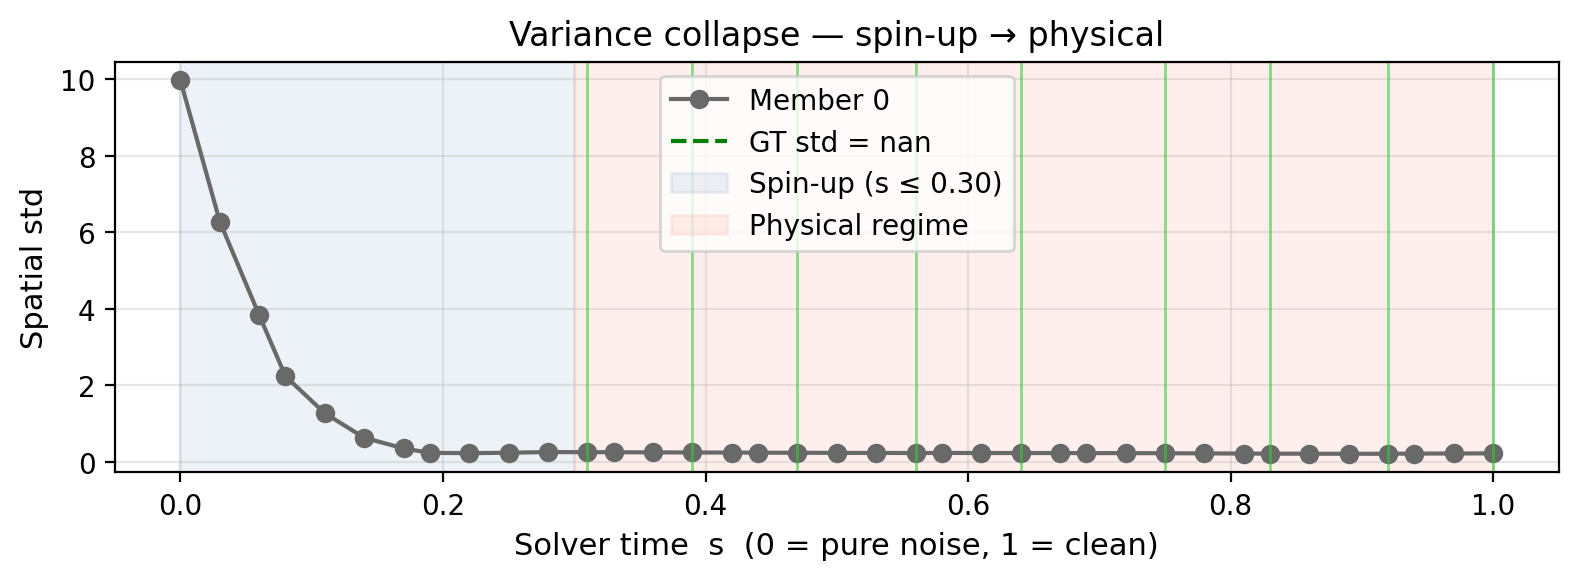 Variance collapse — spin-up → physical
10
8
6
4
2
0
Spatial std
Member 0
GT std = nan
Spin-up (s ≤ 0.30)
Physical regime
0.0 0.2 0.4 0.6 0.8 1.0
Solver time s (0 = pure noise, 1 = clean)